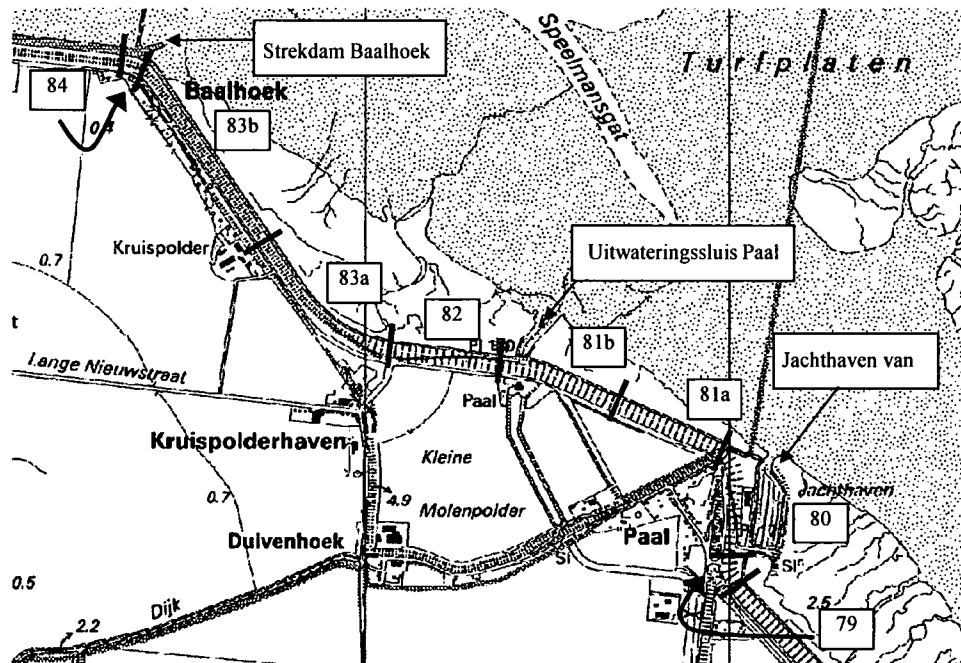 Strekdam Baalhoek
Speelmansgat
Turfplaten
84
Baalhoek
0.4
83b
Kruispolder
Uitwateringssluis Paal
0.7
83a
82
81b
Jachthaven van
t
Lange Nieuwstraat
Paal
81a
Kruispolderhaven
Kleine
4.9
Jachthaven
0.7
Molenpolder
80
Duivenhoek
Paal
Sl
Sl
0.5
Dijk
2.5
79
2.2